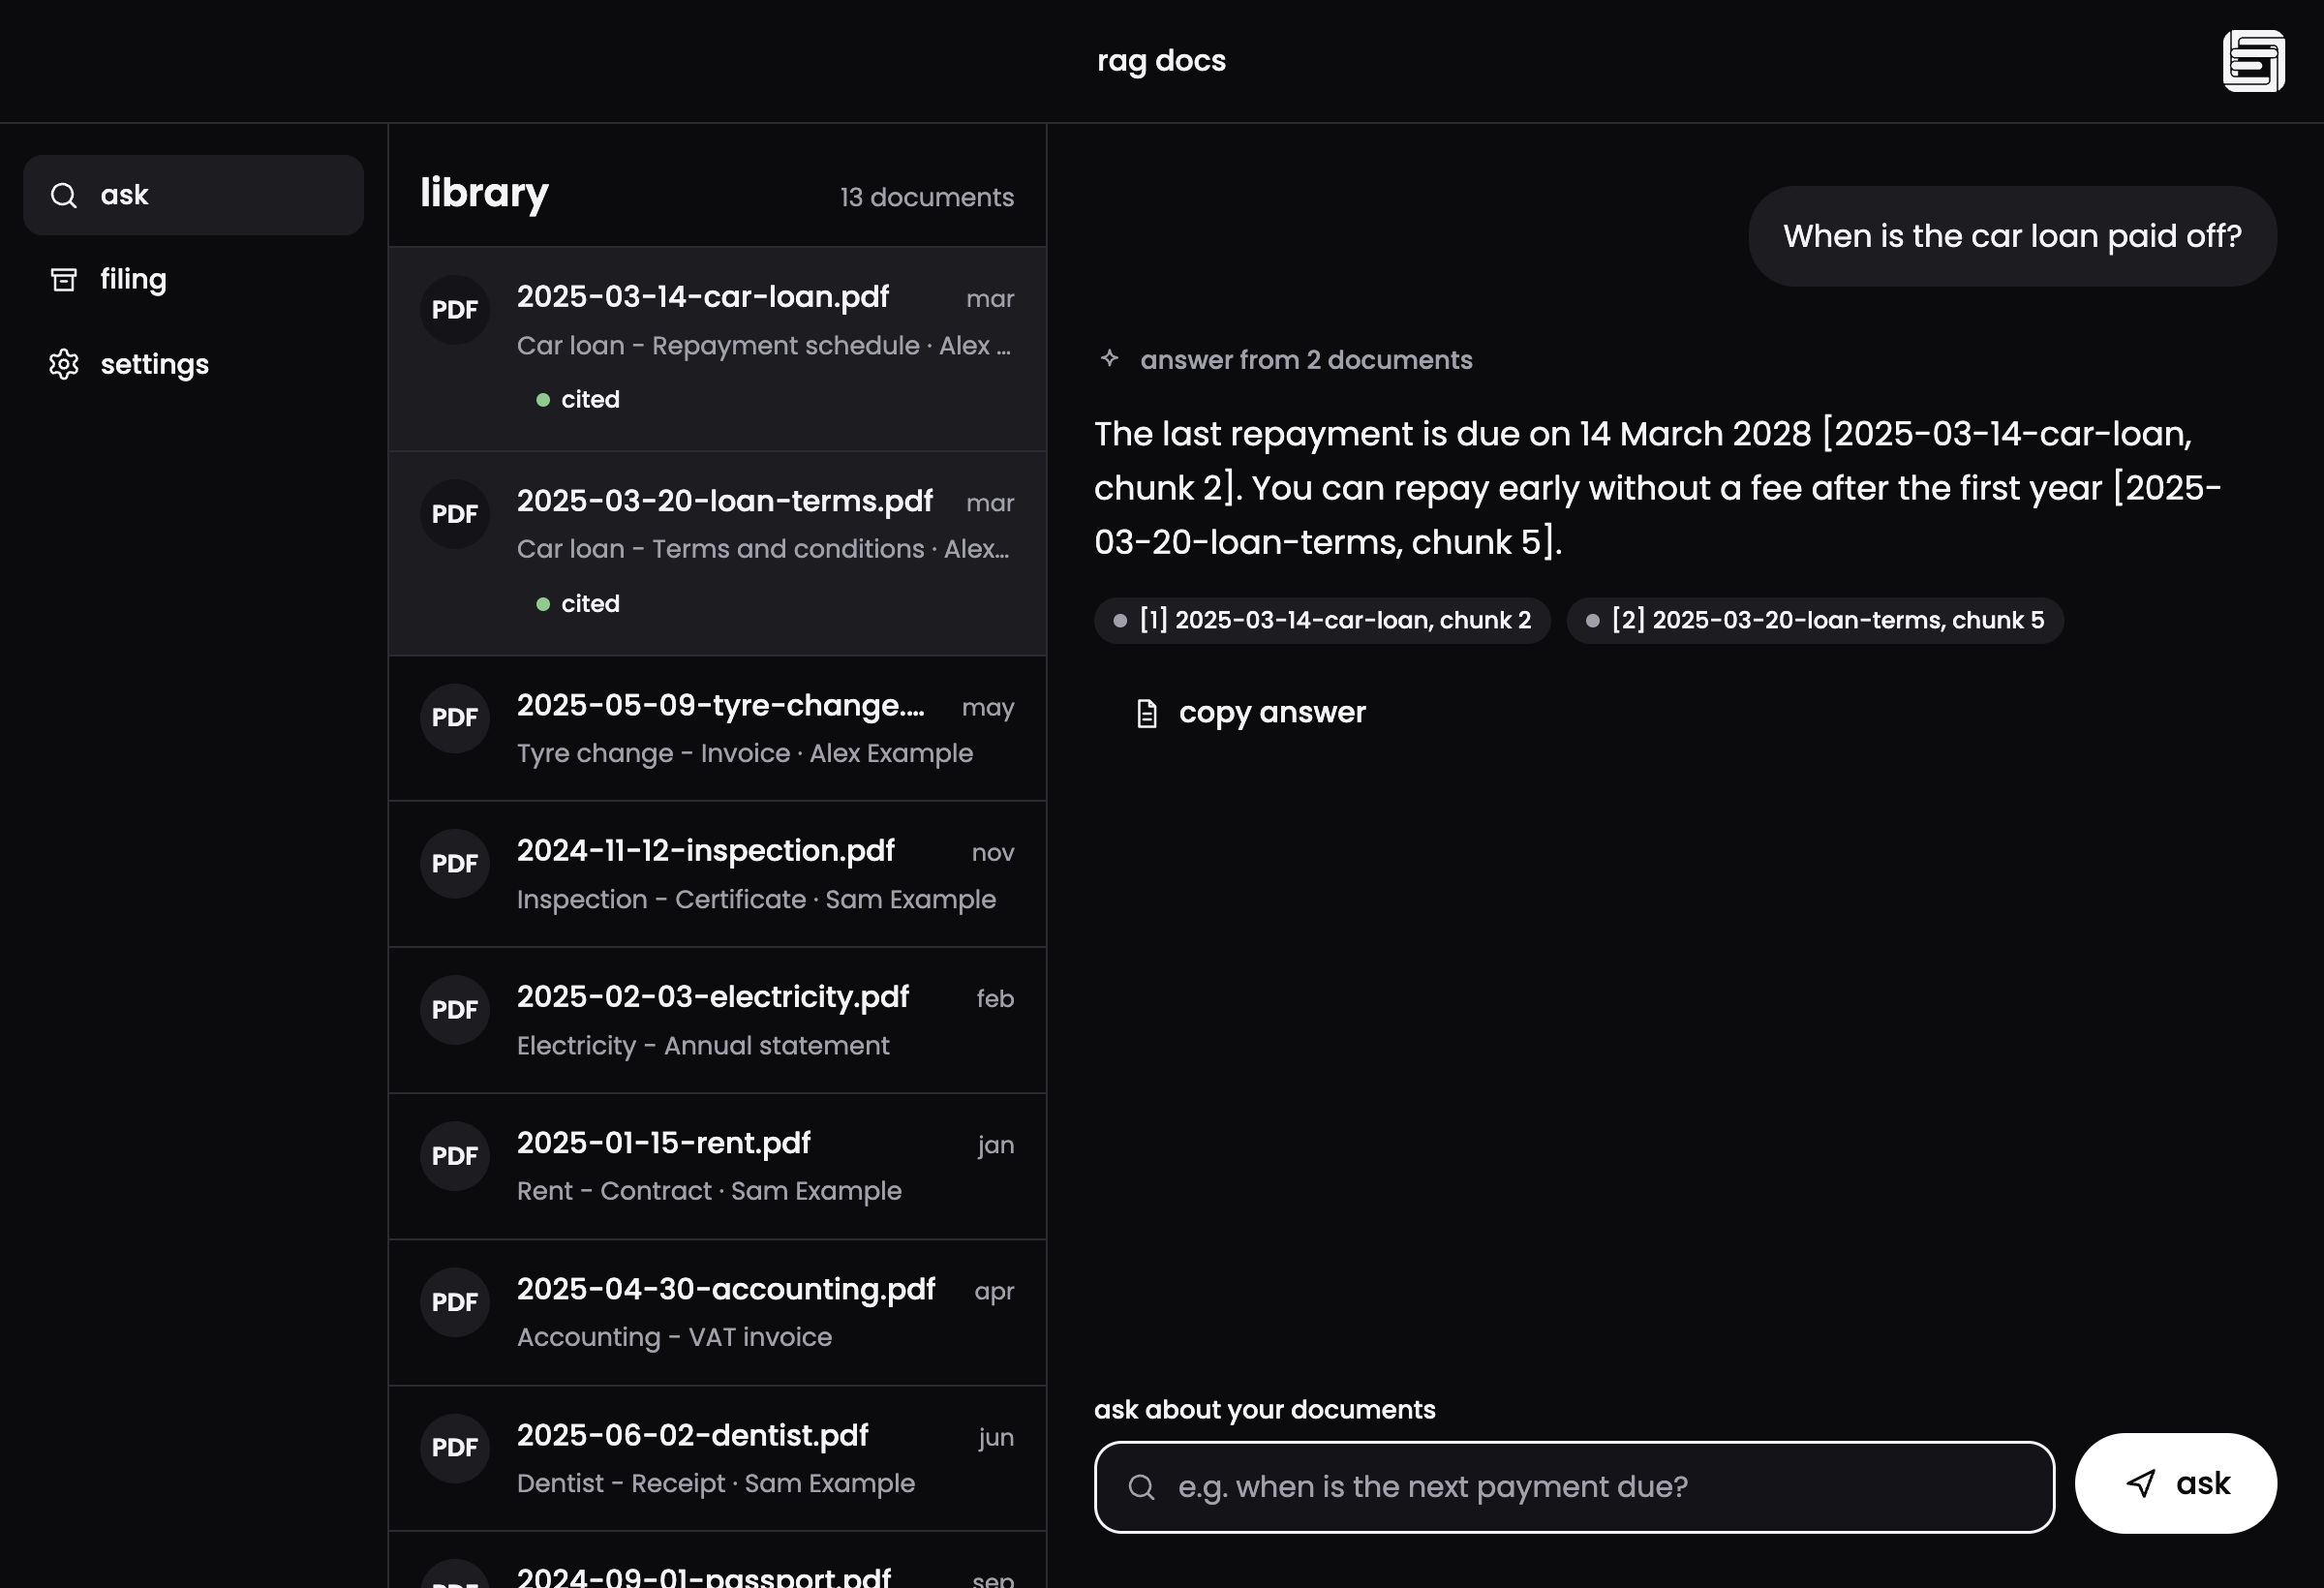 rag docs
ask
filing
settings
library
13 documents
PDF
2025-03-14-car-loan.pdf
mar
Car loan - Repayment schedule · Alex ...
cited
PDF
2025-03-20-loan-terms.pdf
mar
Car loan - Terms and conditions · Alex...
cited
PDF
2025-05-09-tyre-change....
may
Tyre change - Invoice · Alex Example
PDF
2024-11-12-inspection.pdf
nov
Inspection - Certificate · Sam Example
PDF
2025-02-03-electricity.pdf
feb
Electricity - Annual statement
PDF
2025-01-15-rent.pdf
jan
Rent - Contract · Sam Example
PDF
2025-04-30-accounting.pdf
apr
Accounting - VAT invoice
PDF
2025-06-02-dentist.pdf
jun
Dentist - Receipt · Sam Example
PDF
2024-09-01-passport.pdf
sep
When is the car loan paid off?
answer from 2 documents
The last repayment is due on 14 March 2028 [2025-03-14-car-loan,
chunk 2]. You can repay early without a fee after the first year [2025-
03-20-loan-terms, chunk 5].
[1] 2025-03-14-car-loan, chunk 2
[2] 2025-03-20-loan-terms, chunk 5
copy answer
ask about your documents
e.g. when is the next payment due?
ask